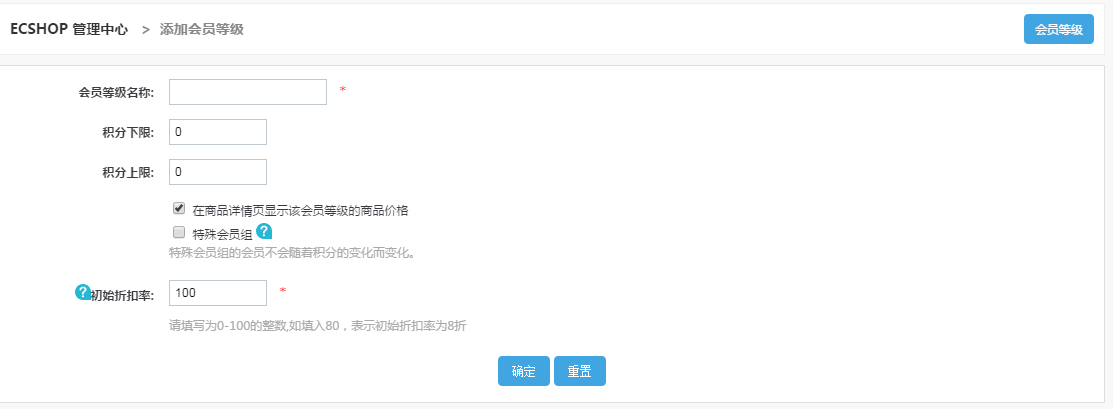 ECSHOP 管理中心 > 添加会员等级
会员等级
会员等级名称: *
积分下限: 0
积分上限: 0
在商品详情页显示该会员等级的商品价格
特殊会员组 ?
特殊会员组的会员不会随着积分的变化而变化。
?初始折扣率: 100 *
请填写为0-100的整数,如填入80，表示初始折扣率为8折
确定 重置